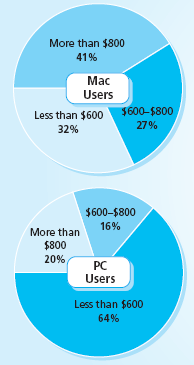 More than $800
41%
Mac
Users
Less than $600
32%
$600–$800
27%
$600–$800
16%
More than
$800
20%
PC
Users
Less than $600
64%